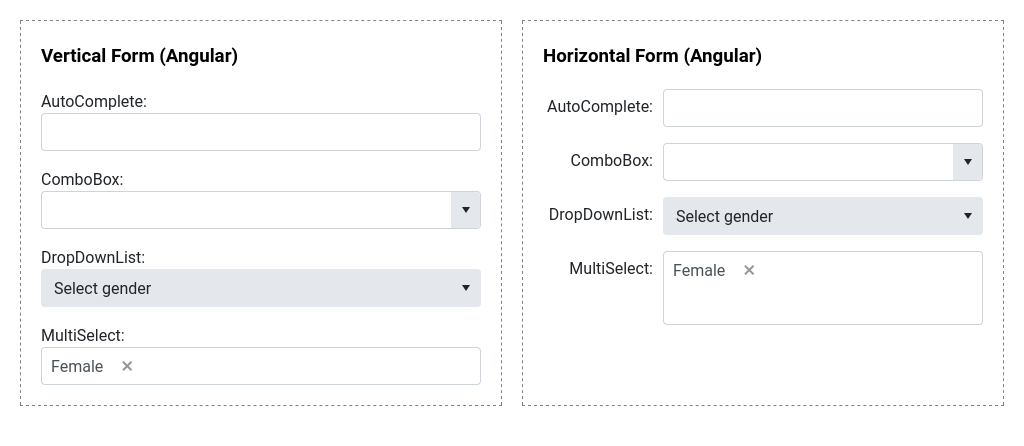 Vertical Form (Angular)
AutoComplete:
ComboBox:
DropDownList:
Select gender
MultiSelect:
Female ×
Horizontal Form (Angular)
AutoComplete:
ComboBox:
DropDownList: Select gender
MultiSelect: Female ×